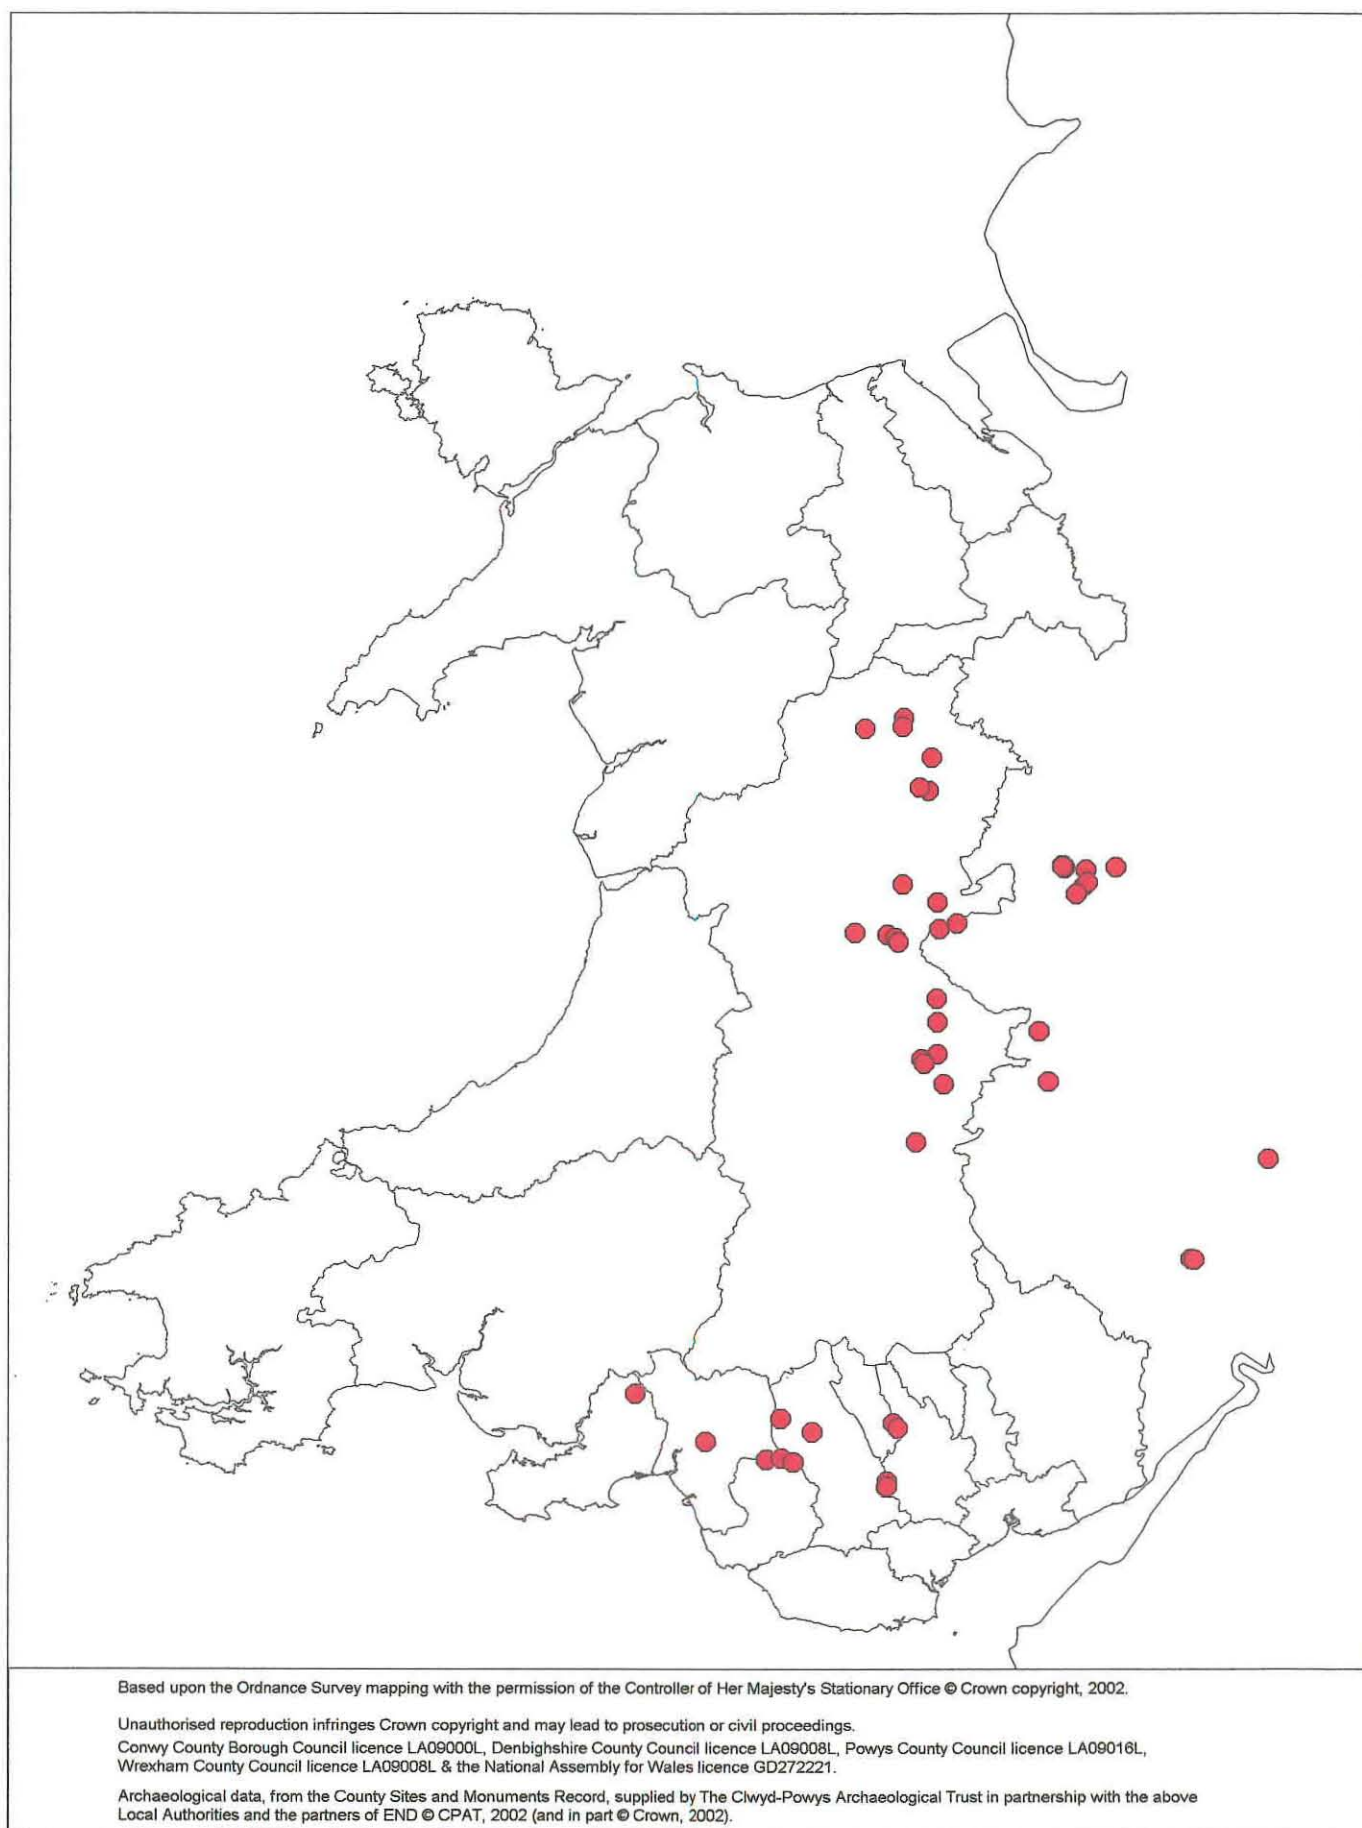 Based upon the Ordnance Survey mapping with the permission of the Controller of Her Majesty's Stationary Office © Crown copyright, 2002.
Unauthorised reproduction infringes Crown copyright and may lead to prosecution or civil proceedings.
Conwy County Borough Council licence LA09000L, Denbighshire County Council licence LA09008L, Powys County Council licence LA09016L,
Wrexham County Council licence LA09008L & the National Assembly for Wales licence GD272221.
Archaeological data, from the County Sites and Monuments Record, supplied by The Clwyd-Powys Archaeological Trust in partnership with the above
Local Authorities and the partners of END © CPAT, 2002 (and in part © Crown, 2002).